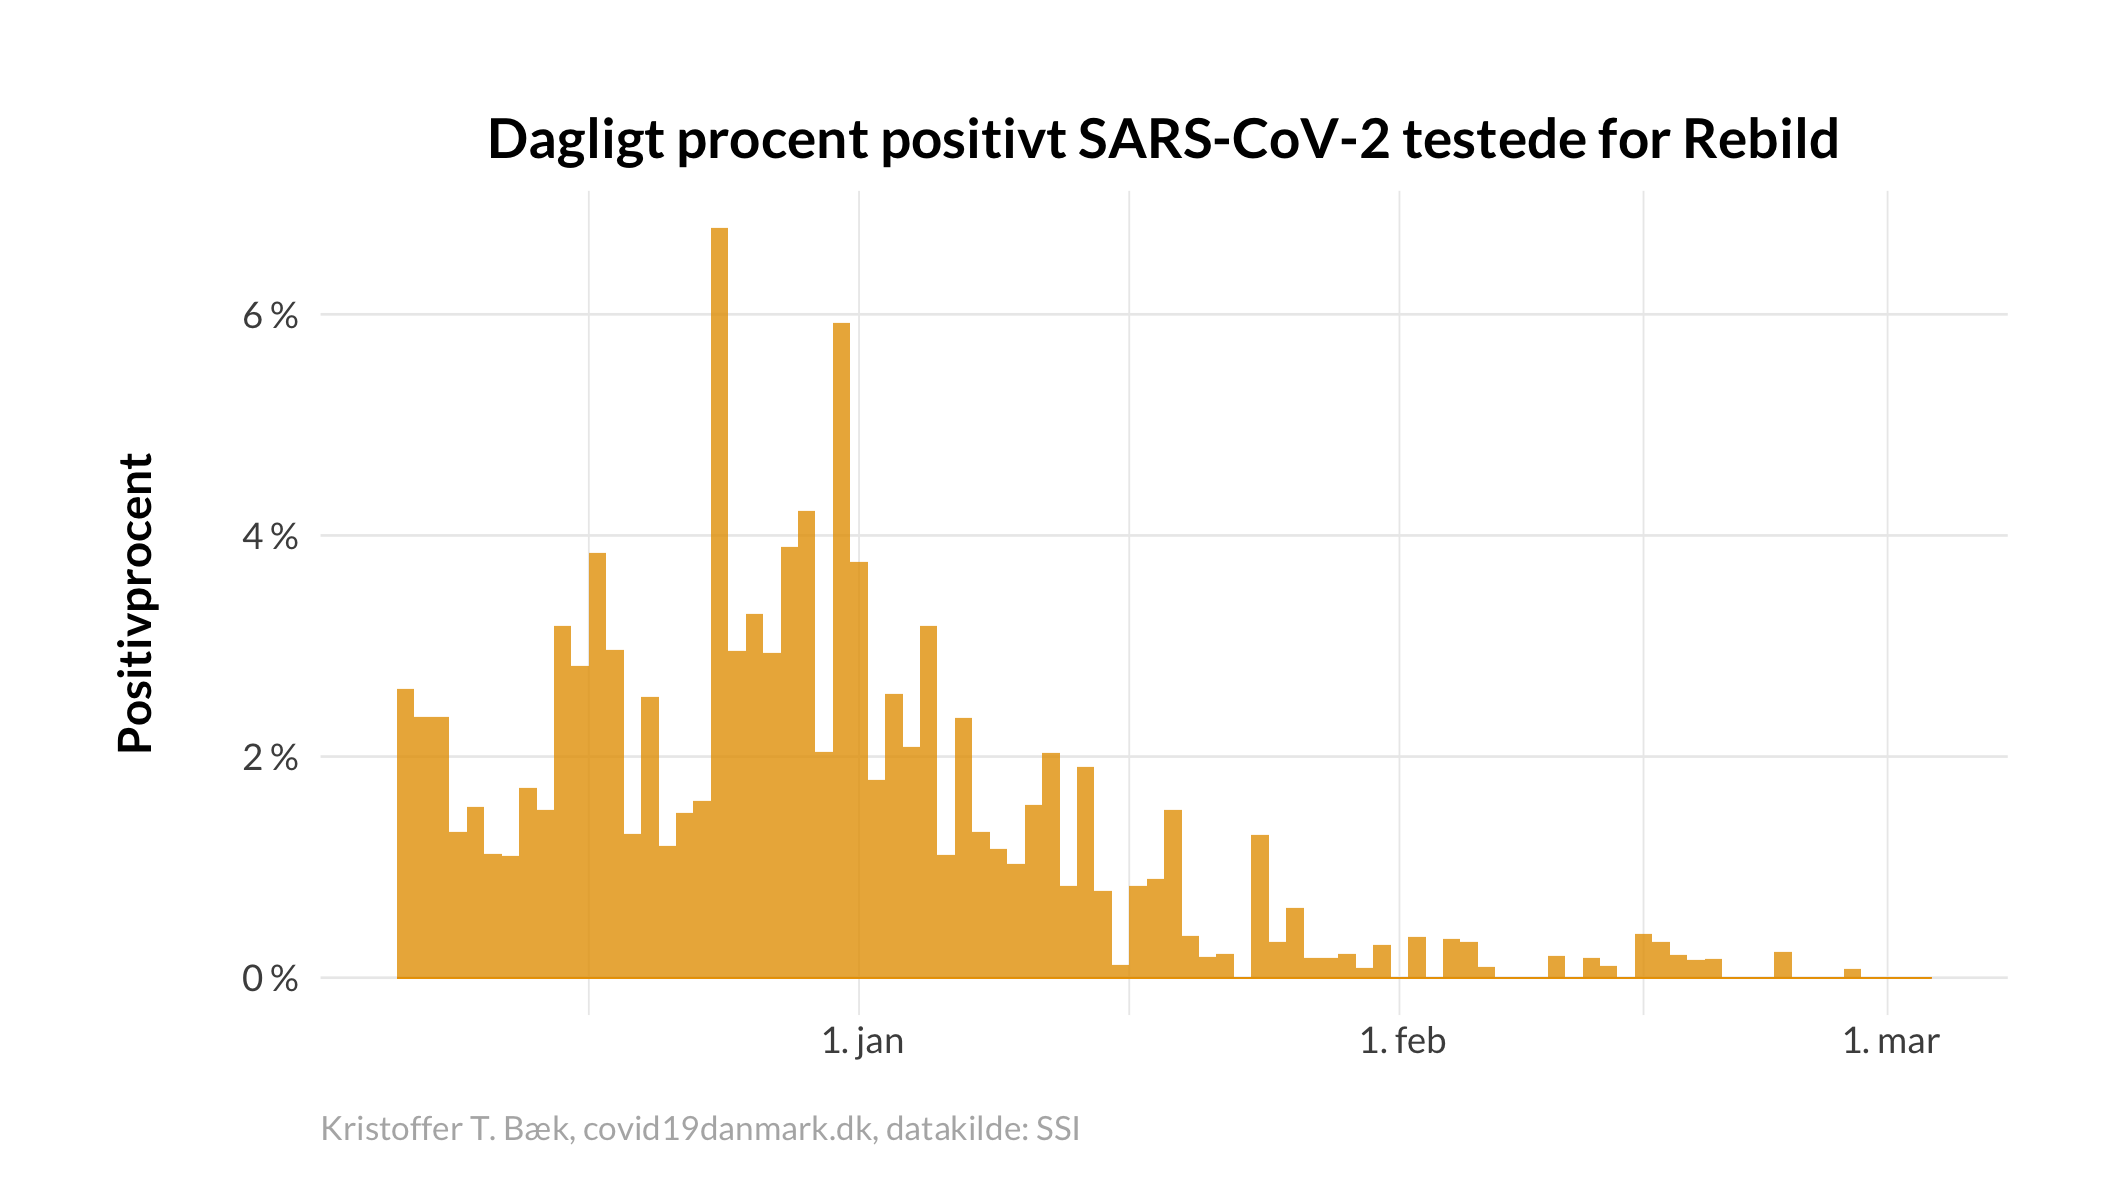 Dagligt procent positivt SARS-CoV-2 testede for Rebild
Positivprocent
6 %
4 %
2 %
0 %
1. jan
1. feb
1. mar
Kristoffer T. Bæk, covid19danmark.dk, datakilde: SSI